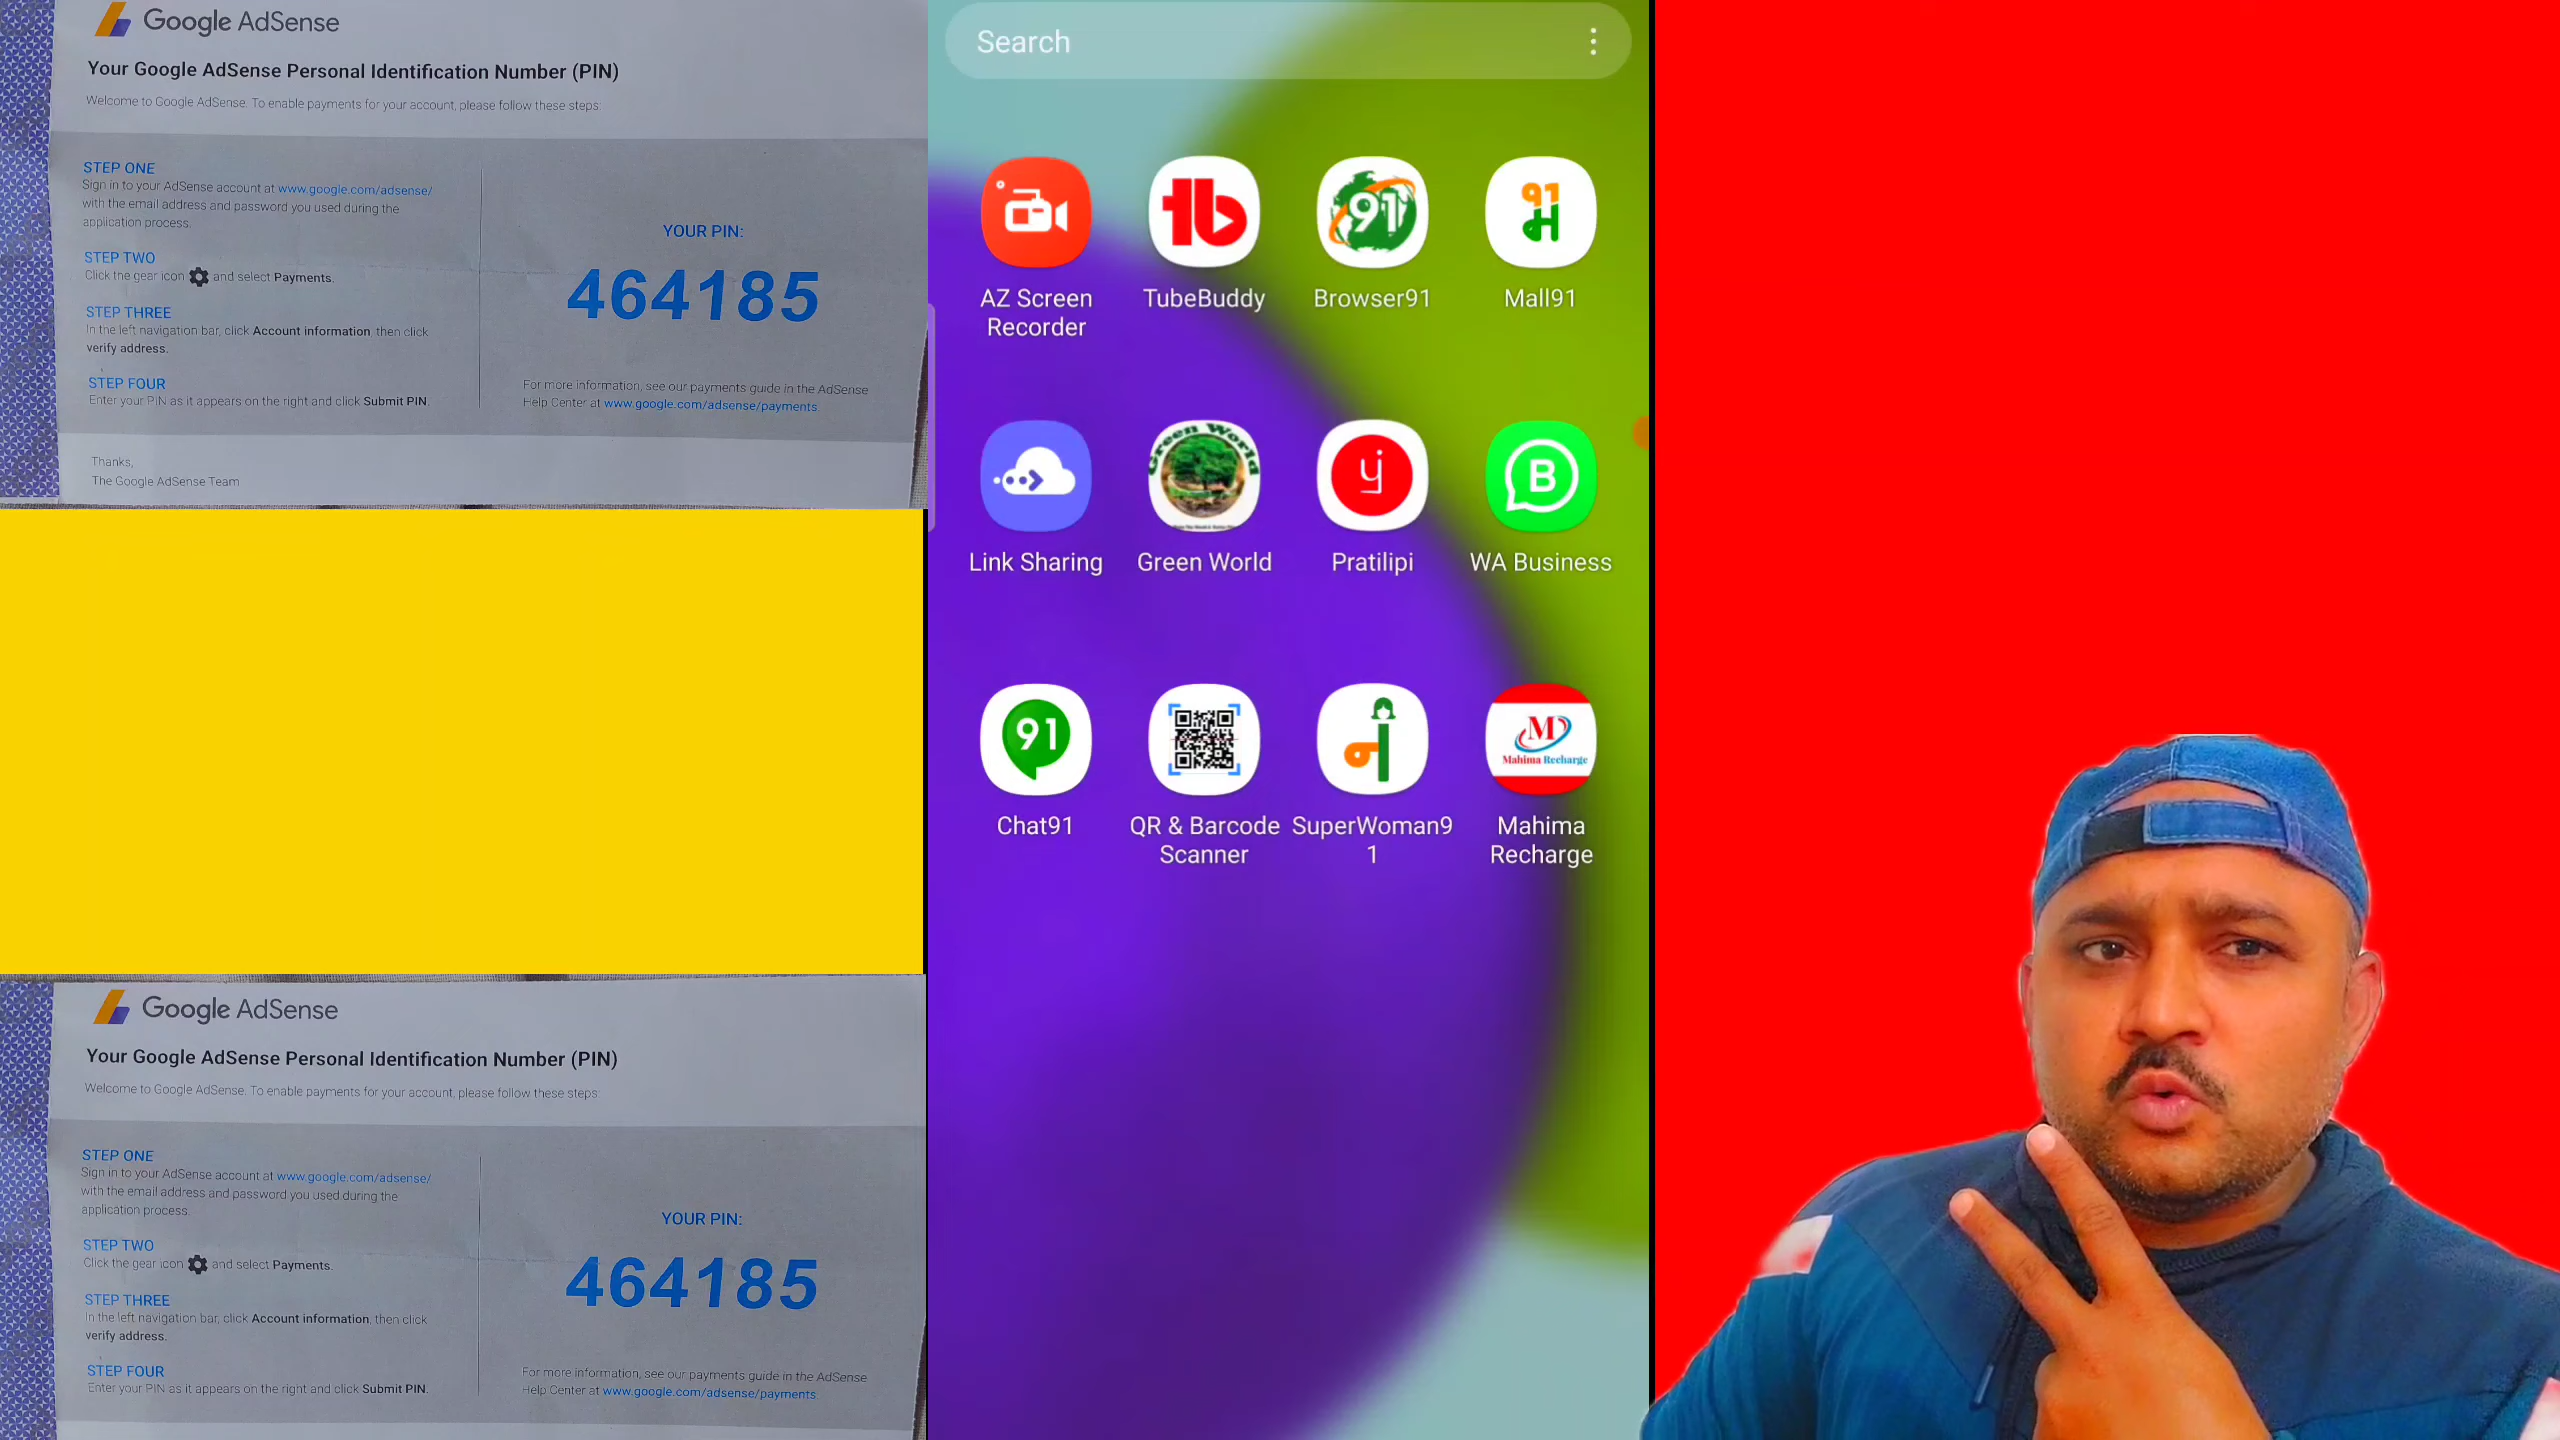 Google AdSense
Your Google AdSense Personal Identification Number (PIN)
Welcome to Google AdSense. To enable payments for your account, please follow these steps:
STEP ONE
Sign in to your AdSense account at www.google.com/adsense/
with the email address and password you used during the
application process.
STEP TWO
Click the gear icon and select Payments.
STEP THREE
In the left navigation bar, click Account information, then click
verify address.
STEP FOUR
Enter your PIN as it appears on the right and click Submit PIN.
YOUR PIN:
464185
For more information, see our payments guide in the AdSense
Help Center at www.google.com/adsense/payments
Thanks,
The Google AdSense Team
Google AdSense
Your Google AdSense Personal Identification Number (PIN)
Welcome to Google AdSense. To enable payments for your account, please follow these steps:
STEP ONE
Sign in to your AdSense account at www.google.com/adsense/
with the email address and password you used during the
application process.
STEP TWO
Click the gear icon and select Payments.
STEP THREE
In the left navigation bar, click Account information, then click
verify address.
STEP FOUR
Enter your PIN as it appears on the right and click Submit PIN.
YOUR PIN:
464185
For more information, see our payments guide in the AdSense
Help Center at www.google.com/adsense/payments
Search
AZ Screen
Recorder
TubeBuddy
91
Browser91
91
म
Mall91
Link Sharing
Green World
Green World
Pratilipi
B
WA Business
91
Chat91
QR & Barcode
Scanner
SuperWoman9
1
M
Mahima Recharge
Mahima
Recharge